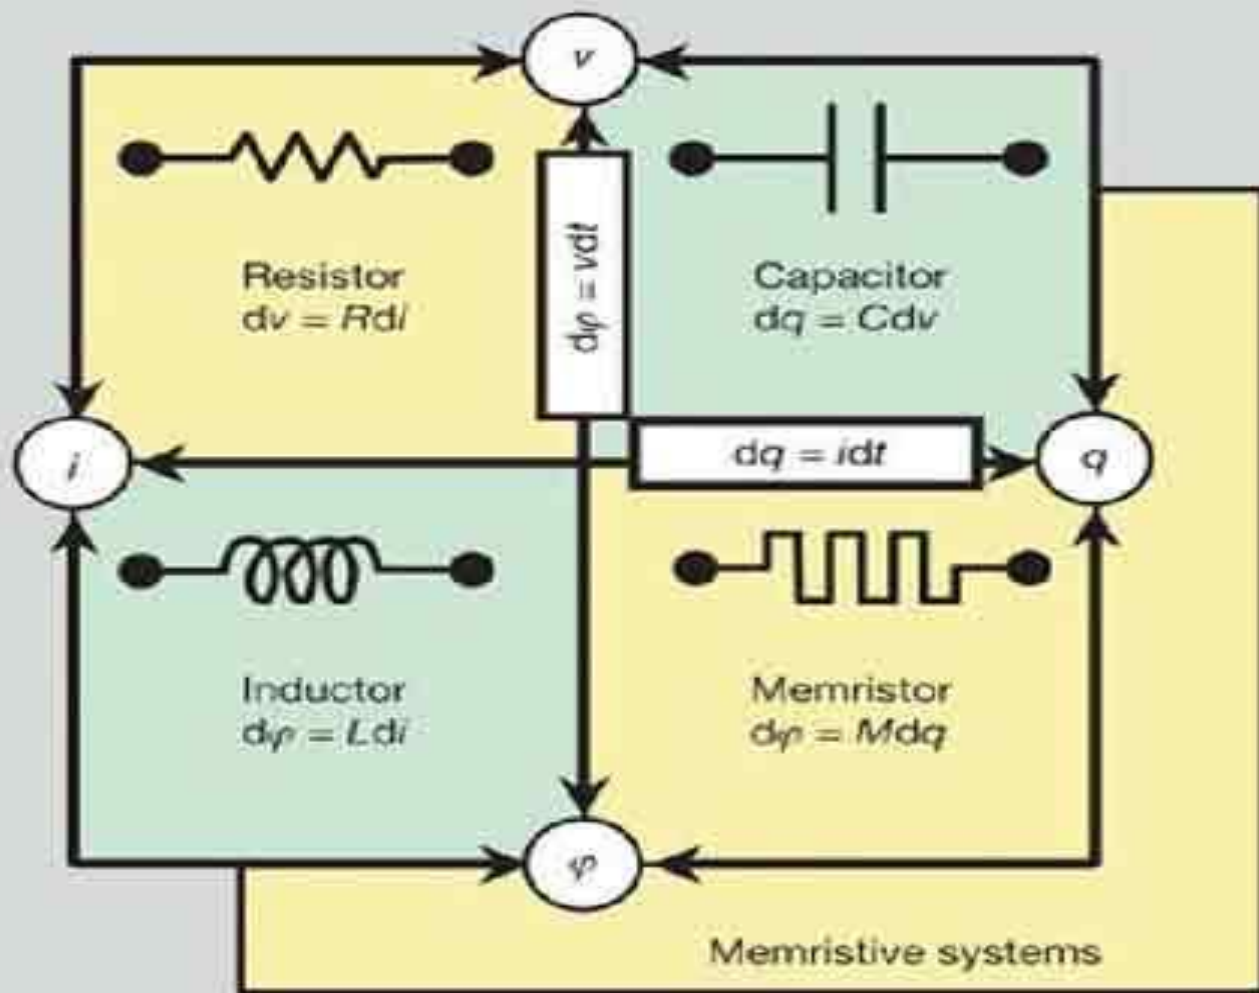 v
Resistor
dv = Rdi
dφ = vdt
Capacitor
dq = Cdv
i
dq = idt
q
Inductor
dφ = Ldi
Memristor
dφ = Mdq
φ
Memristive systems